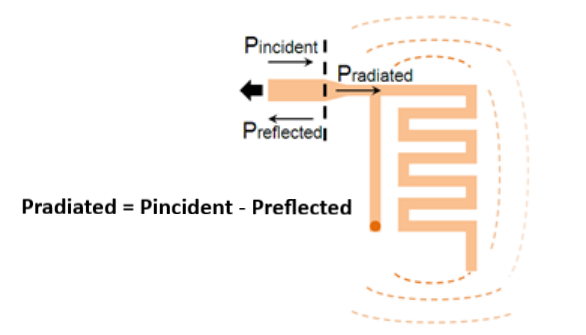 Pincident
Pradiated
Preflected
Pradiated = Pincident - Preflected